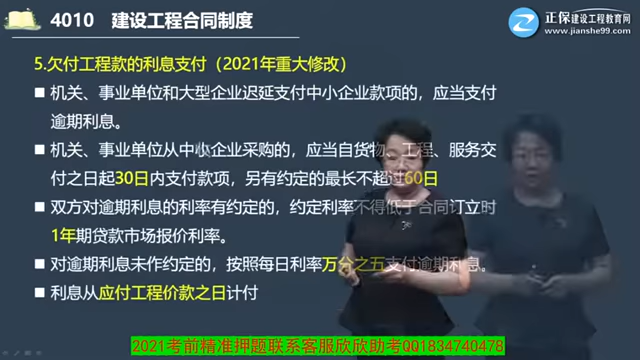 4010 建设工程合同制度
正保建设工程教育网
www.jianshe99.com
5.欠付工程款的利息支付（2021年重大修改）
■ 机关、事业单位和大型企业迟延支付中小企业款项的，应当支付
逾期利息。
■ 机关、事业单位从中小企业采购的，应当自货物、工程、服务交
付之日起30日内支付款项，另有约定的最长不超过60日
■ 双方对逾期利息的利率有约定的，约定利率不得低于合同订立时
1年期贷款市场报价利率。
■ 对逾期利息未作约定的，按照每日利率万分之五支付逾期利息。
■ 利息从应付工程价款之日计付
2021考前精准押题联系客服欣欣助考QQ1834740478